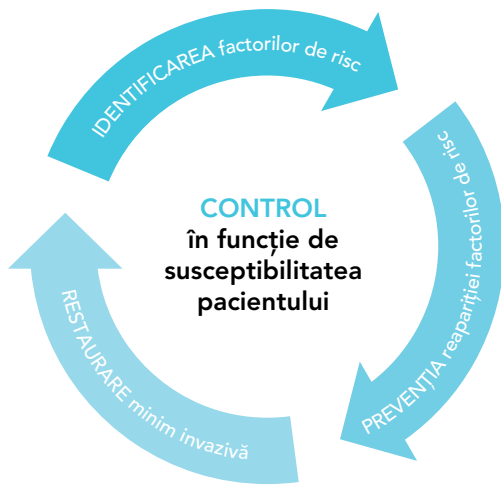 IDENTIFICAREA factorilor de risc
PREVENȚIA reapariției factorilor de risc
RESTAURARE minim invazivă
CONTROL
în funcție de
susceptibilitatea
pacientului